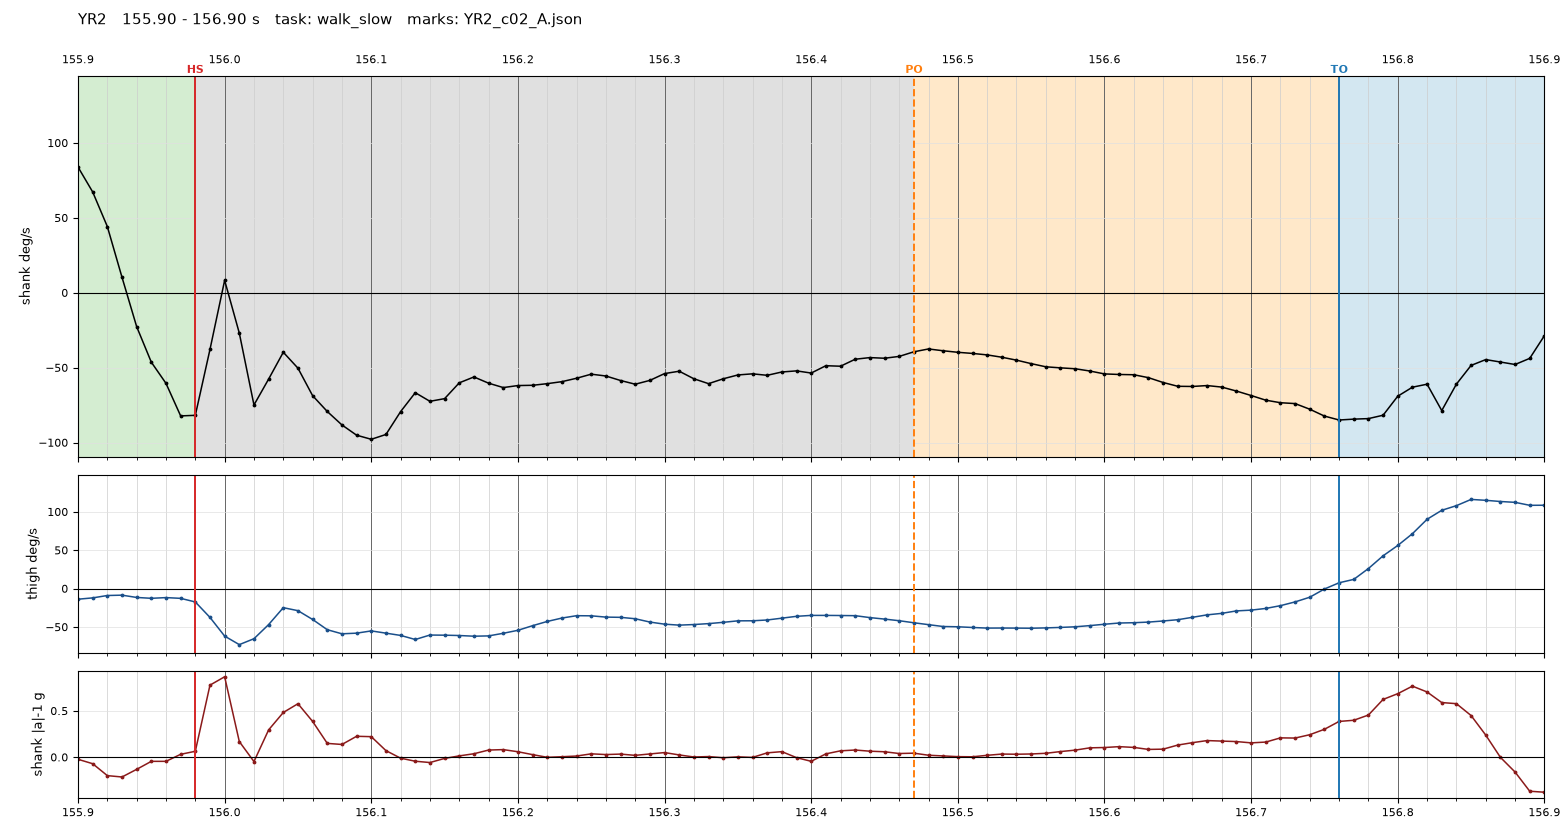 YR2   155.90 - 156.90 s   task: walk_slow   marks: YR2_c02_A.json
155.9 156.0 156.1 156.2 156.3 156.4 156.5 156.6 156.7 156.8 156.9
HS PO TO
shank deg/s
100
50
0
−50
−100
thigh deg/s
100
50
0
−50
shank |a|-1 g
0.5
0.0
155.9 156.0 156.1 156.2 156.3 156.4 156.5 156.6 156.7 156.8 156.9